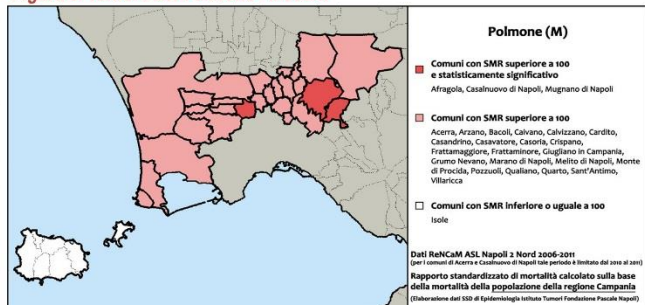 Polmone (M)
Comuni con SMR superiore a 100
e statisticamente significativo
Afragola, Casalnuovo di Napoli, Mugnano di Napoli
Comuni con SMR superiore a 100
Acerra, Arzano, Bacoli, Caivano, Calvizzano, Cardito,
Casandrino, Casavatore, Casoria, Crispano,
Frattamaggiore, Frattaminore, Giugliano in Campania,
Grumo Nevano, Marano di Napoli, Melito di Napoli, Monte
di Procida, Pozzuoli, Qualiano, Quarto, Sant'Antimo,
Villaricca
Comuni con SMR inferiore o uguale a 100
Isole
Dati ReNCaM ASL Napoli 2 Nord 2006-2011
(per i comuni di Acerra e Casalnuovo di Napoli tale periodo è limitato dal 2010 al 2011)
Rapporto standardizzato di mortalità calcolato sulla base
della mortalità della popolazione della regione Campania
(Elaborazione dati SSD di Epidemiologia Istituto Tumori Fondazione Pascale Napoli)